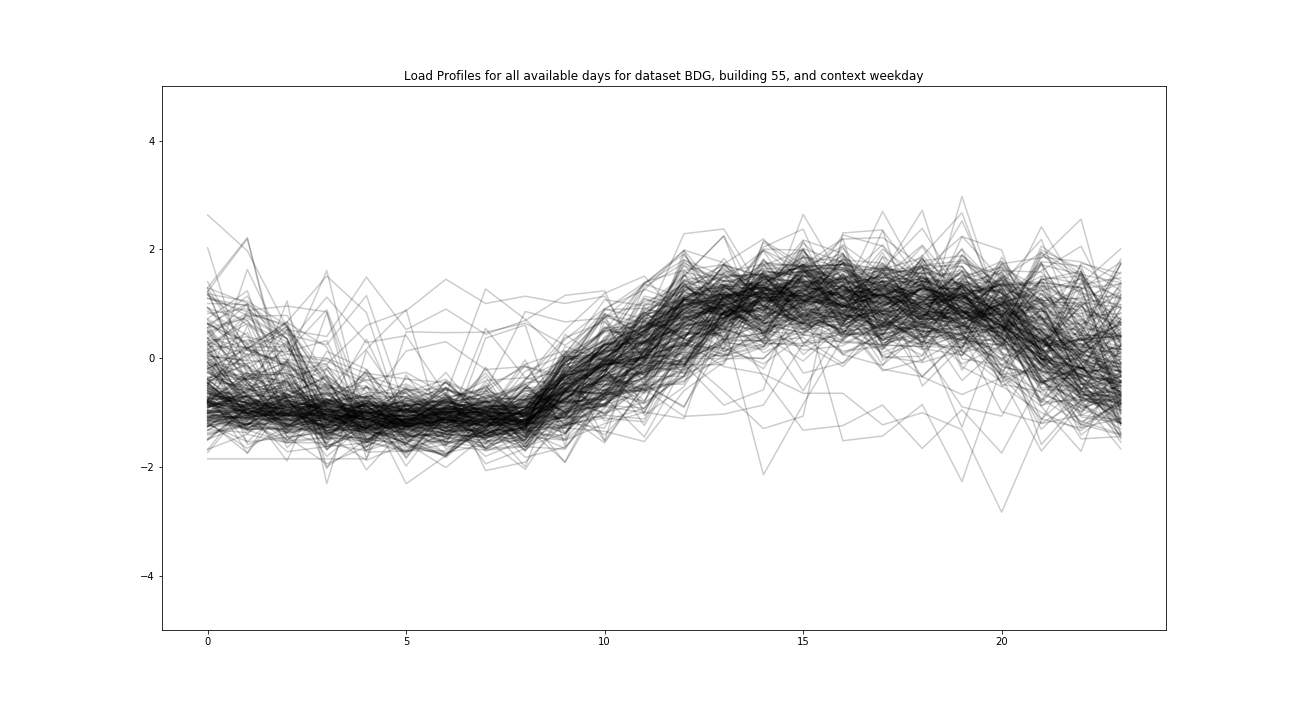 Load Profiles for all available days for dataset BDG, building 55, and context weekday
4
2
0
−2
−4
0 5 10 15 20